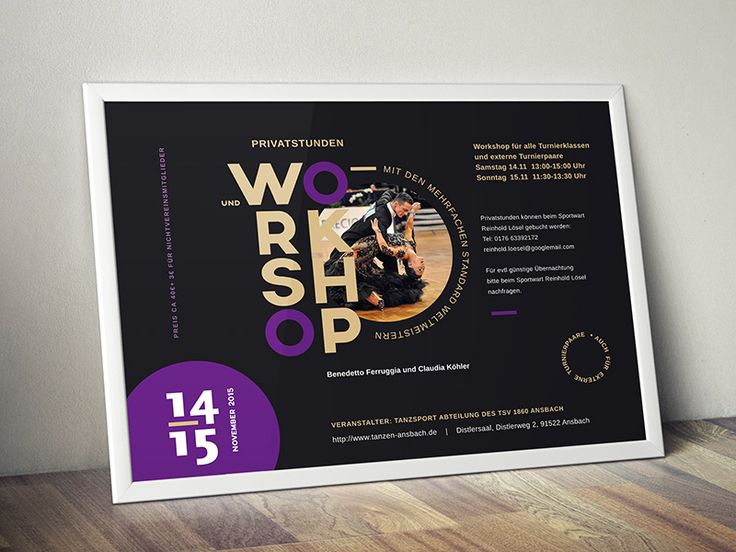 PRIVATSTUNDEN
UND
WO-
RK
SH
OP
MIT DEN MEHRFACHEN STANDARD WELTMEISTERN
Benedetto Ferruggia und Claudia Köhler
PREIS CA 40€+ 3€ FÜR NICHTVEREINSMITGLIEDER
Workshop für alle Turnierklassen
und externe Turnierpaare
Samstag 14.11 13:00-15:00 Uhr
Sonntag 15.11 11:30-13:30 Uhr
Privatstunden können beim Sportwart
Reinhold Lösel gebucht werden:
Tel: 0176 63392172
reinhold.loesel@googlemail.com
Für evtl günstige Übernachtung
bitte beim Sportwart Reinhold Lösel
nachfragen.
• AUCH FÜR EXTERNE TURNIERPAARE
14
15
NOVEMBER 2015
VERANSTALTER: TANZSPORT ABTEILUNG DES TSV 1860 ANSBACH
http://www.tanzen-ansbach.de | Distlersaal, Distlerweg 2, 91522 Ansbach